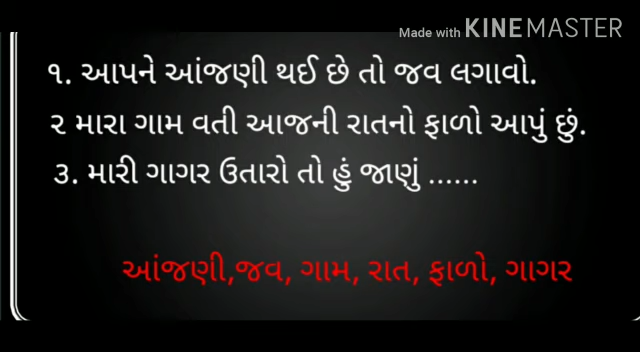 Made with KINEMASTER
૧. આપને આંજણી થઈ છે તો જવ લગાવો.
૨ મારા ગામ વતી આજની રાતનો ફાળો આપું છું.
૩. મારી ગાગર ઉતારો તો હું જાણું ......
આંજણી,જવ, ગામ, રાત, ફાળો, ગાગર